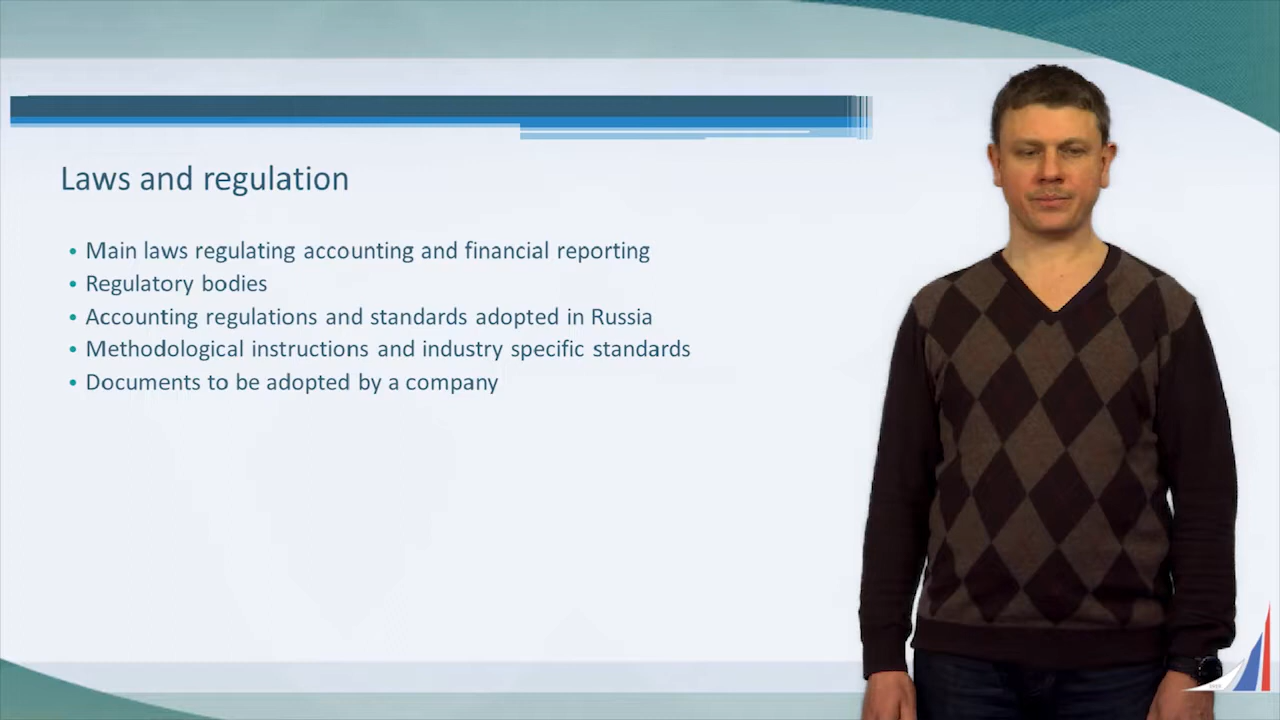 Laws and regulation
• Main laws regulating accounting and financial reporting
• Regulatory bodies
• Accounting regulations and standards adopted in Russia
• Methodological instructions and industry specific standards
• Documents to be adopted by a company